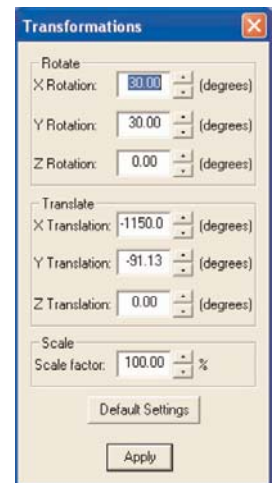 Transformations
Rotate
X Rotation: 30.00 (degrees)
Y Rotation: 30.00 (degrees)
Z Rotation: 0.00 (degrees)
Translate
X Translation: -1150.0 (degrees)
Y Translation: -91.13 (degrees)
Z Translation: 0.00 (degrees)
Scale
Scale factor: 100.00 %
Default Settings
Apply